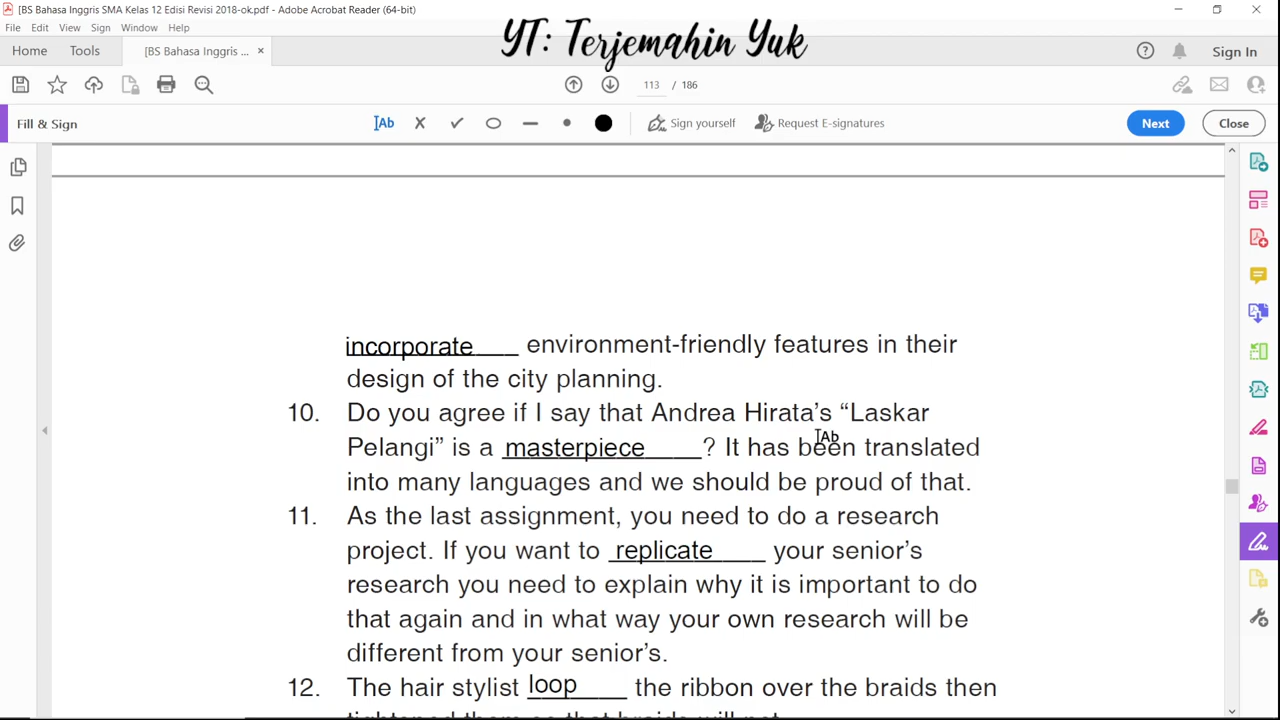 [BS Bahasa Inggris SMA Kelas 12 Edisi Revisi 2018-ok.pdf - Adobe Acrobat Reader (64-bit)
File Edit View Sign Window Help
YT: Terjemahin Yuk
Home Tools [BS Bahasa Inggris ... × Sign In
113 / 186
Fill & Sign Ab Sign yourself Request E-signatures Next Close
incorporate___ environment-friendly features in their
design of the city planning.
10. Do you agree if I say that Andrea Hirata's “Laskar
Pelangi” is a masterpiece____? It has been translated
into many languages and we should be proud of that.
11. As the last assignment, you need to do a research
project. If you want to replicate____ your senior's
research you need to explain why it is important to do
that again and in what way your own research will be
different from your senior's.
12. The hair stylist loop____ the ribbon over the braids then